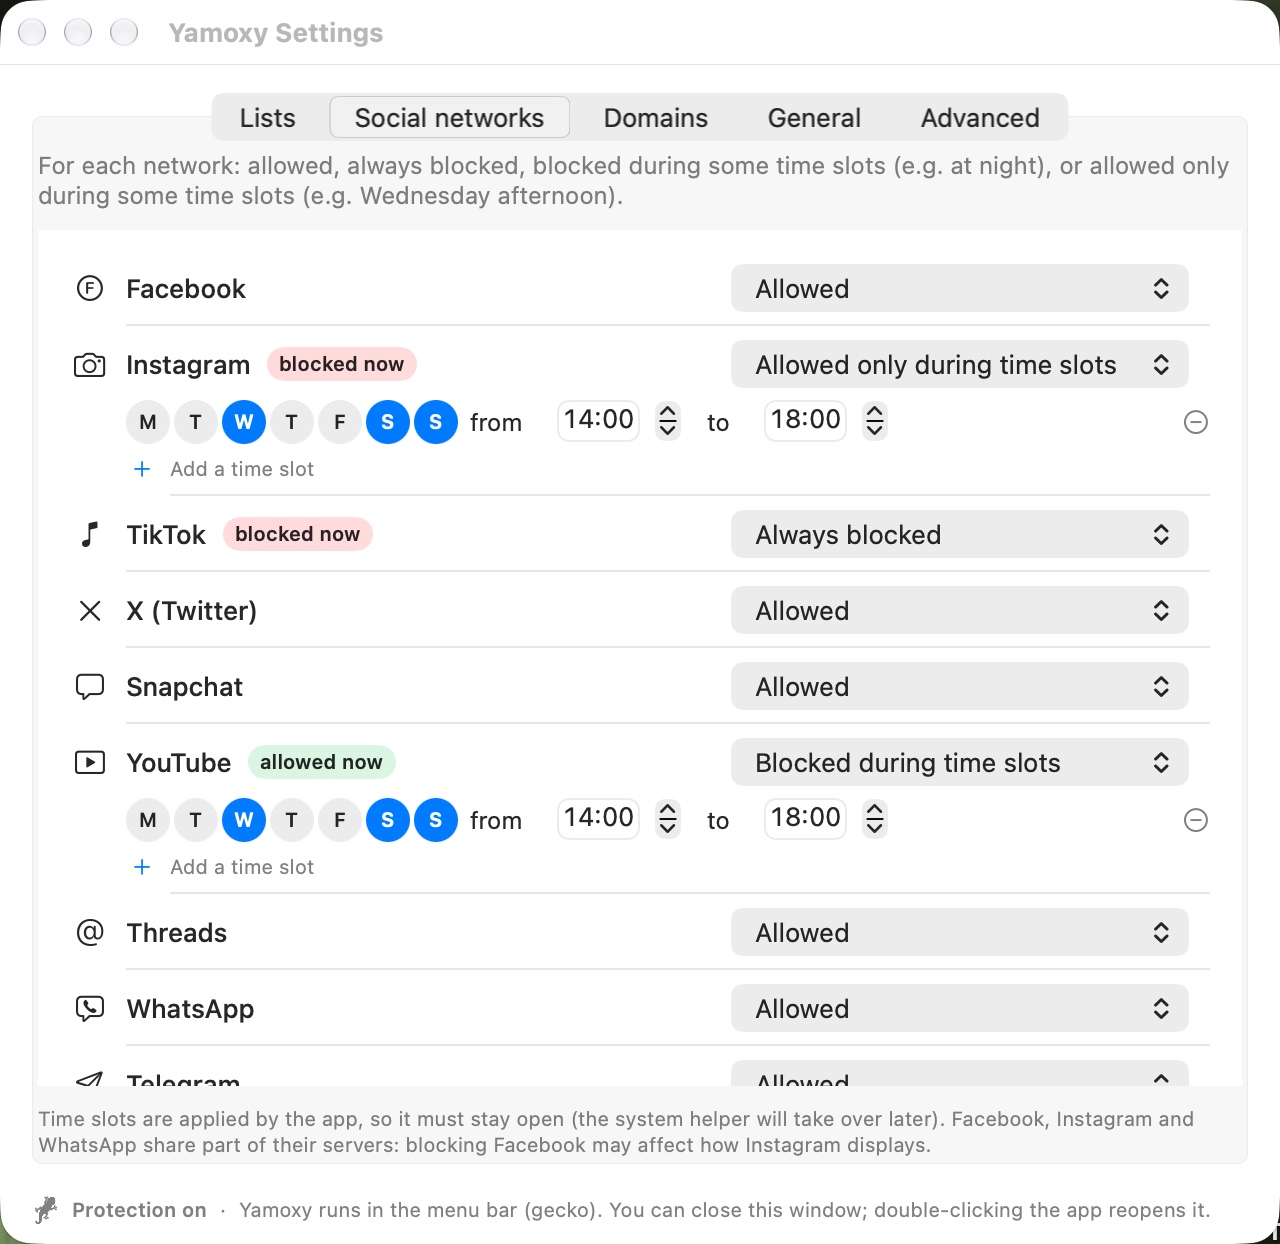 Yamoxy Settings
Lists Social networks Domains General Advanced
For each network: allowed, always blocked, blocked during some time slots (e.g. at night), or allowed only
during some time slots (e.g. Wednesday afternoon).
F Facebook Allowed
Instagram blocked now Allowed only during time slots
M T W T F S S from 14:00 to 18:00
+ Add a time slot
TikTok blocked now Always blocked
X (Twitter) Allowed
Snapchat Allowed
YouTube allowed now Blocked during time slots
M T W T F S S from 14:00 to 18:00
+ Add a time slot
@ Threads Allowed
WhatsApp Allowed
Telegram Allowed
Time slots are applied by the app, so it must stay open (the system helper will take over later). Facebook, Instagram and
WhatsApp share part of their servers: blocking Facebook may affect how Instagram displays.
Protection on · Yamoxy runs in the menu bar (gecko). You can close this window; double-clicking the app reopens it.